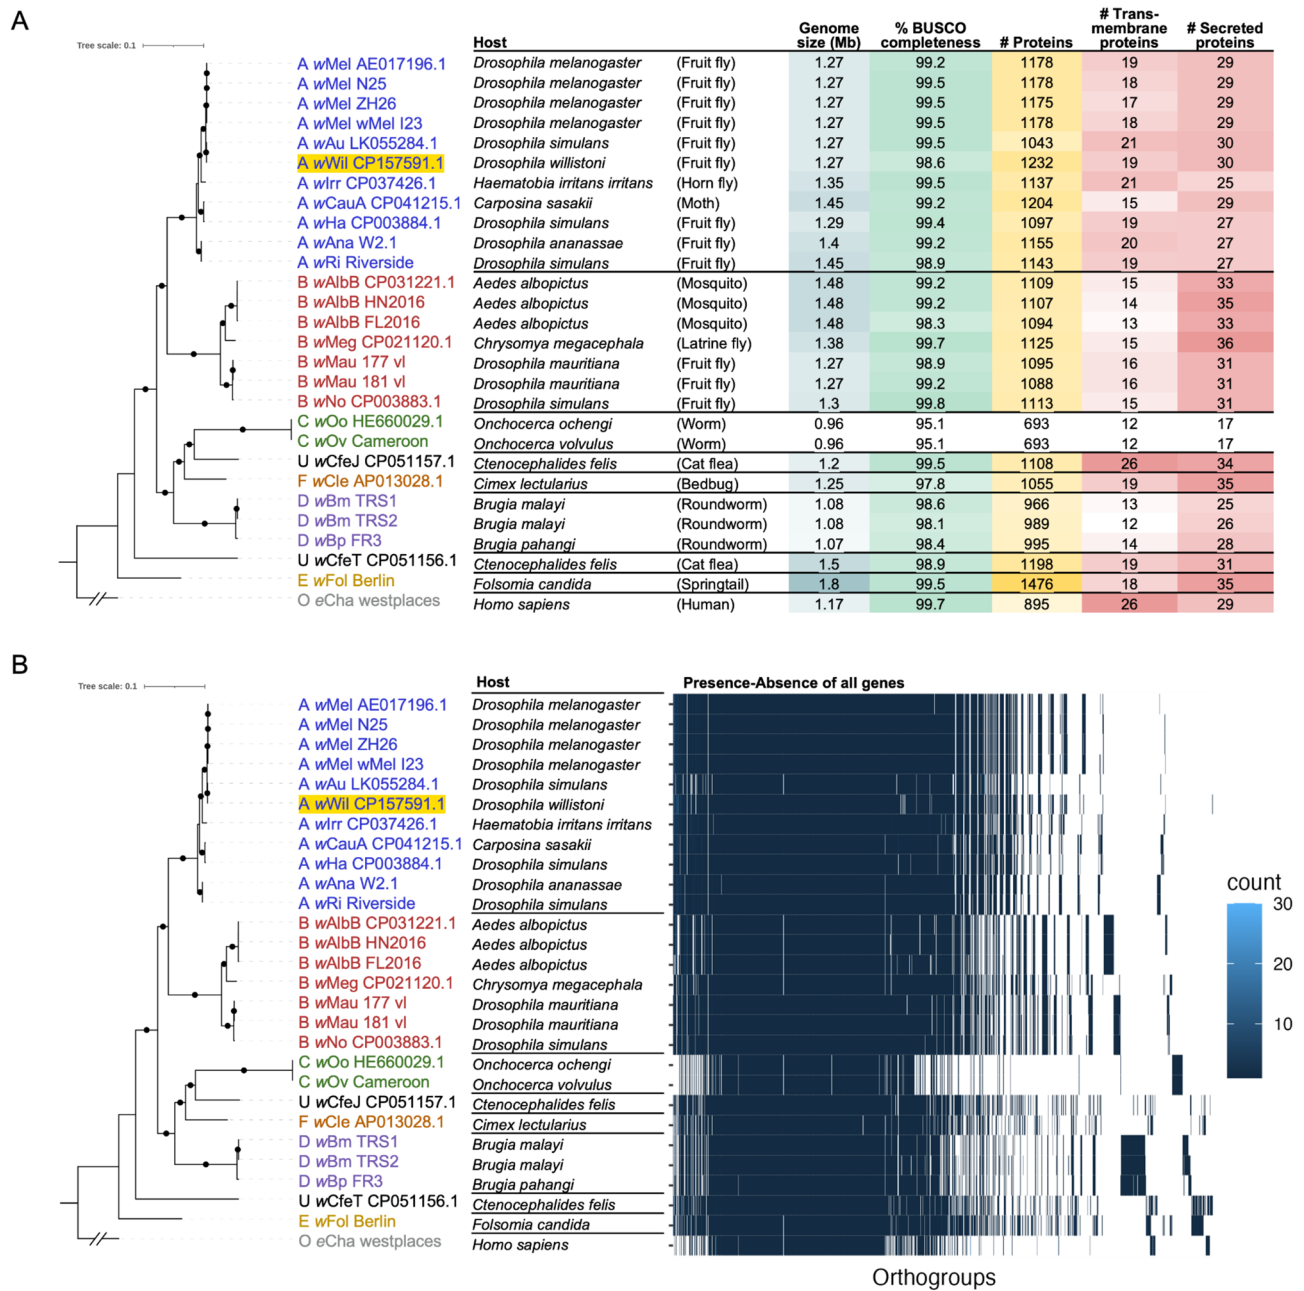 A
Tree scale: 0.1
Host
Genome size (Mb)
% BUSCO completeness
# Proteins
# Trans-membrane proteins
# Secreted proteins
A wMel AE017196.1 Drosophila melanogaster (Fruit fly) 1.27 99.2 1178 19 29
A wMel N25 Drosophila melanogaster (Fruit fly) 1.27 99.5 1178 18 29
A wMel ZH26 Drosophila melanogaster (Fruit fly) 1.27 99.5 1175 17 29
A wMel wMel I23 Drosophila melanogaster (Fruit fly) 1.27 99.5 1178 18 29
A wAu LK055284.1 Drosophila simulans (Fruit fly) 1.27 99.5 1043 21 30
A wWil CP157591.1 Drosophila willistoni (Fruit fly) 1.27 98.6 1232 19 30
A wIrr CP037426.1 Haematobia irritans irritans (Horn fly) 1.35 99.5 1137 21 25
A wCauA CP041215.1 Carposina sasakii (Moth) 1.45 99.2 1204 15 29
A wHa CP003884.1 Drosophila simulans (Fruit fly) 1.29 99.4 1097 19 27
A wAna W2.1 Drosophila ananassae (Fruit fly) 1.4 99.2 1155 20 27
A wRi Riverside Drosophila simulans (Fruit fly) 1.45 98.9 1143 19 27
B wAlbB CP031221.1 Aedes albopictus (Mosquito) 1.48 99.2 1109 15 33
B wAlbB HN2016 Aedes albopictus (Mosquito) 1.48 99.2 1107 14 35
B wAlbB FL2016 Aedes albopictus (Mosquito) 1.48 98.3 1094 13 33
B wMeg CP021120.1 Chrysomya megacephala (Latrine fly) 1.38 99.7 1125 15 36
B wMau 177 vl Drosophila mauritiana (Fruit fly) 1.27 98.9 1095 16 31
B wMau 181 vl Drosophila mauritiana (Fruit fly) 1.27 99.2 1088 16 31
B wNo CP003883.1 Drosophila simulans (Fruit fly) 1.3 99.8 1113 15 31
C wOo HE660029.1 Onchocerca ochengi (Worm) 0.96 95.1 693 12 17
C wOv Cameroon Onchocerca volvulus (Worm) 0.96 95.1 693 12 17
U wCfeJ CP051157.1 Ctenocephalides felis (Cat flea) 1.2 99.5 1108 26 34
F wCle AP013028.1 Cimex lectularius (Bedbug) 1.25 97.8 1055 19 35
D wBm TRS1 Brugia malayi (Roundworm) 1.08 98.6 966 13 25
D wBm TRS2 Brugia malayi (Roundworm) 1.08 98.1 989 12 26
D wBp FR3 Brugia pahangi (Roundworm) 1.07 98.4 995 14 28
U wCfeT CP051156.1 Ctenocephalides felis (Cat flea) 1.5 98.9 1198 19 31
E wFol Berlin Folsomia candida (Springtail) 1.8 99.5 1476 18 35
O eCha westplaces Homo sapiens (Human) 1.17 99.7 895 26 29
B
Tree scale: 0.1
Host
Presence-Absence of all genes
A wMel AE017196.1 Drosophila melanogaster
A wMel N25 Drosophila melanogaster
A wMel ZH26 Drosophila melanogaster
A wMel wMel I23 Drosophila melanogaster
A wAu LK055284.1 Drosophila simulans
A wWil CP157591.1 Drosophila willistoni
A wIrr CP037426.1 Haematobia irritans irritans
A wCauA CP041215.1 Carposina sasakii
A wHa CP003884.1 Drosophila simulans
A wAna W2.1 Drosophila ananassae
A wRi Riverside Drosophila simulans
B wAlbB CP031221.1 Aedes albopictus
B wAlbB HN2016 Aedes albopictus
B wAlbB FL2016 Aedes albopictus
B wMeg CP021120.1 Chrysomya megacephala
B wMau 177 vl Drosophila mauritiana
B wMau 181 vl Drosophila mauritiana
B wNo CP003883.1 Drosophila simulans
C wOo HE660029.1 Onchocerca ochengi
C wOv Cameroon Onchocerca volvulus
U wCfeJ CP051157.1 Ctenocephalides felis
F wCle AP013028.1 Cimex lectularius
D wBm TRS1 Brugia malayi
D wBm TRS2 Brugia malayi
D wBp FR3 Brugia pahangi
U wCfeT CP051156.1 Ctenocephalides felis
E wFol Berlin Folsomia candida
O eCha westplaces Homo sapiens
count
30
20
10
Orthogroups